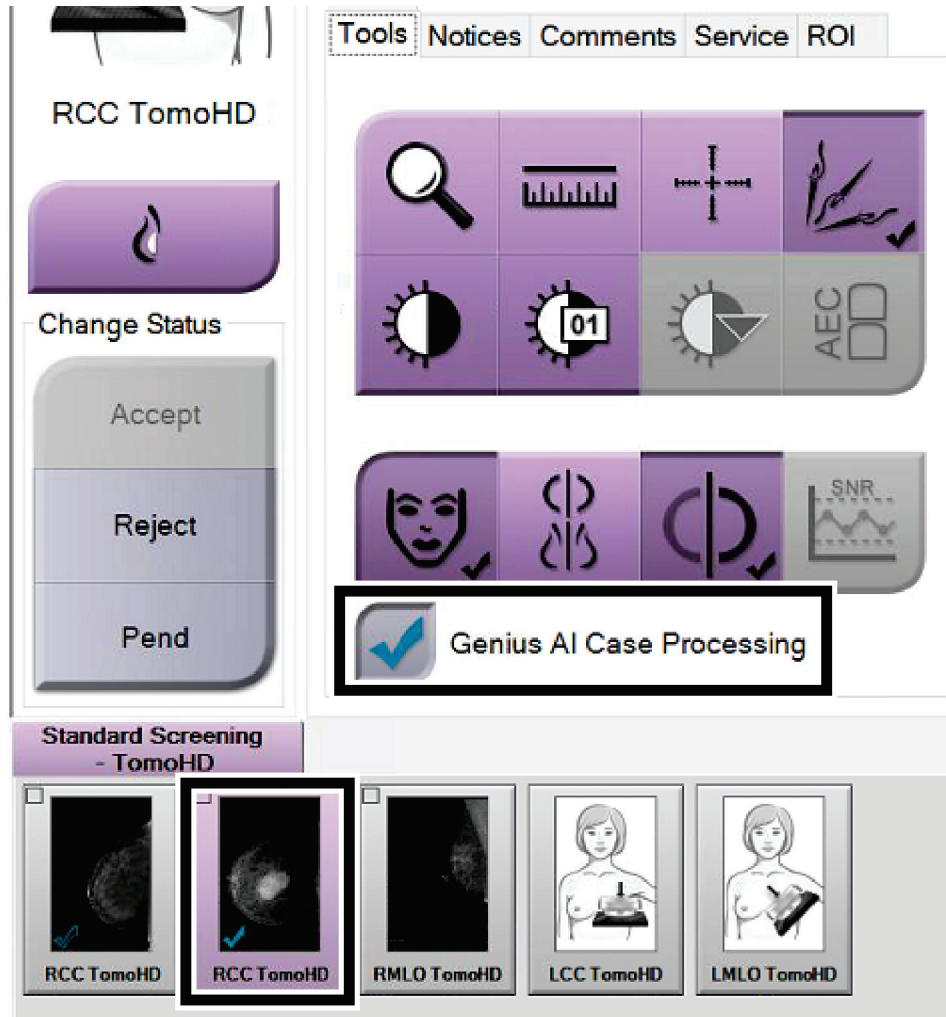 RCC TomoHD
Change Status
Accept
Reject
Pend
Tools Notices Comments Service ROI
01
AEC
SNR
Genius AI Case Processing
Standard Screening
- TomoHD
RCC TomoHD
RCC TomoHD
RMLO TomoHD
LCC TomoHD
LMLO TomoHD